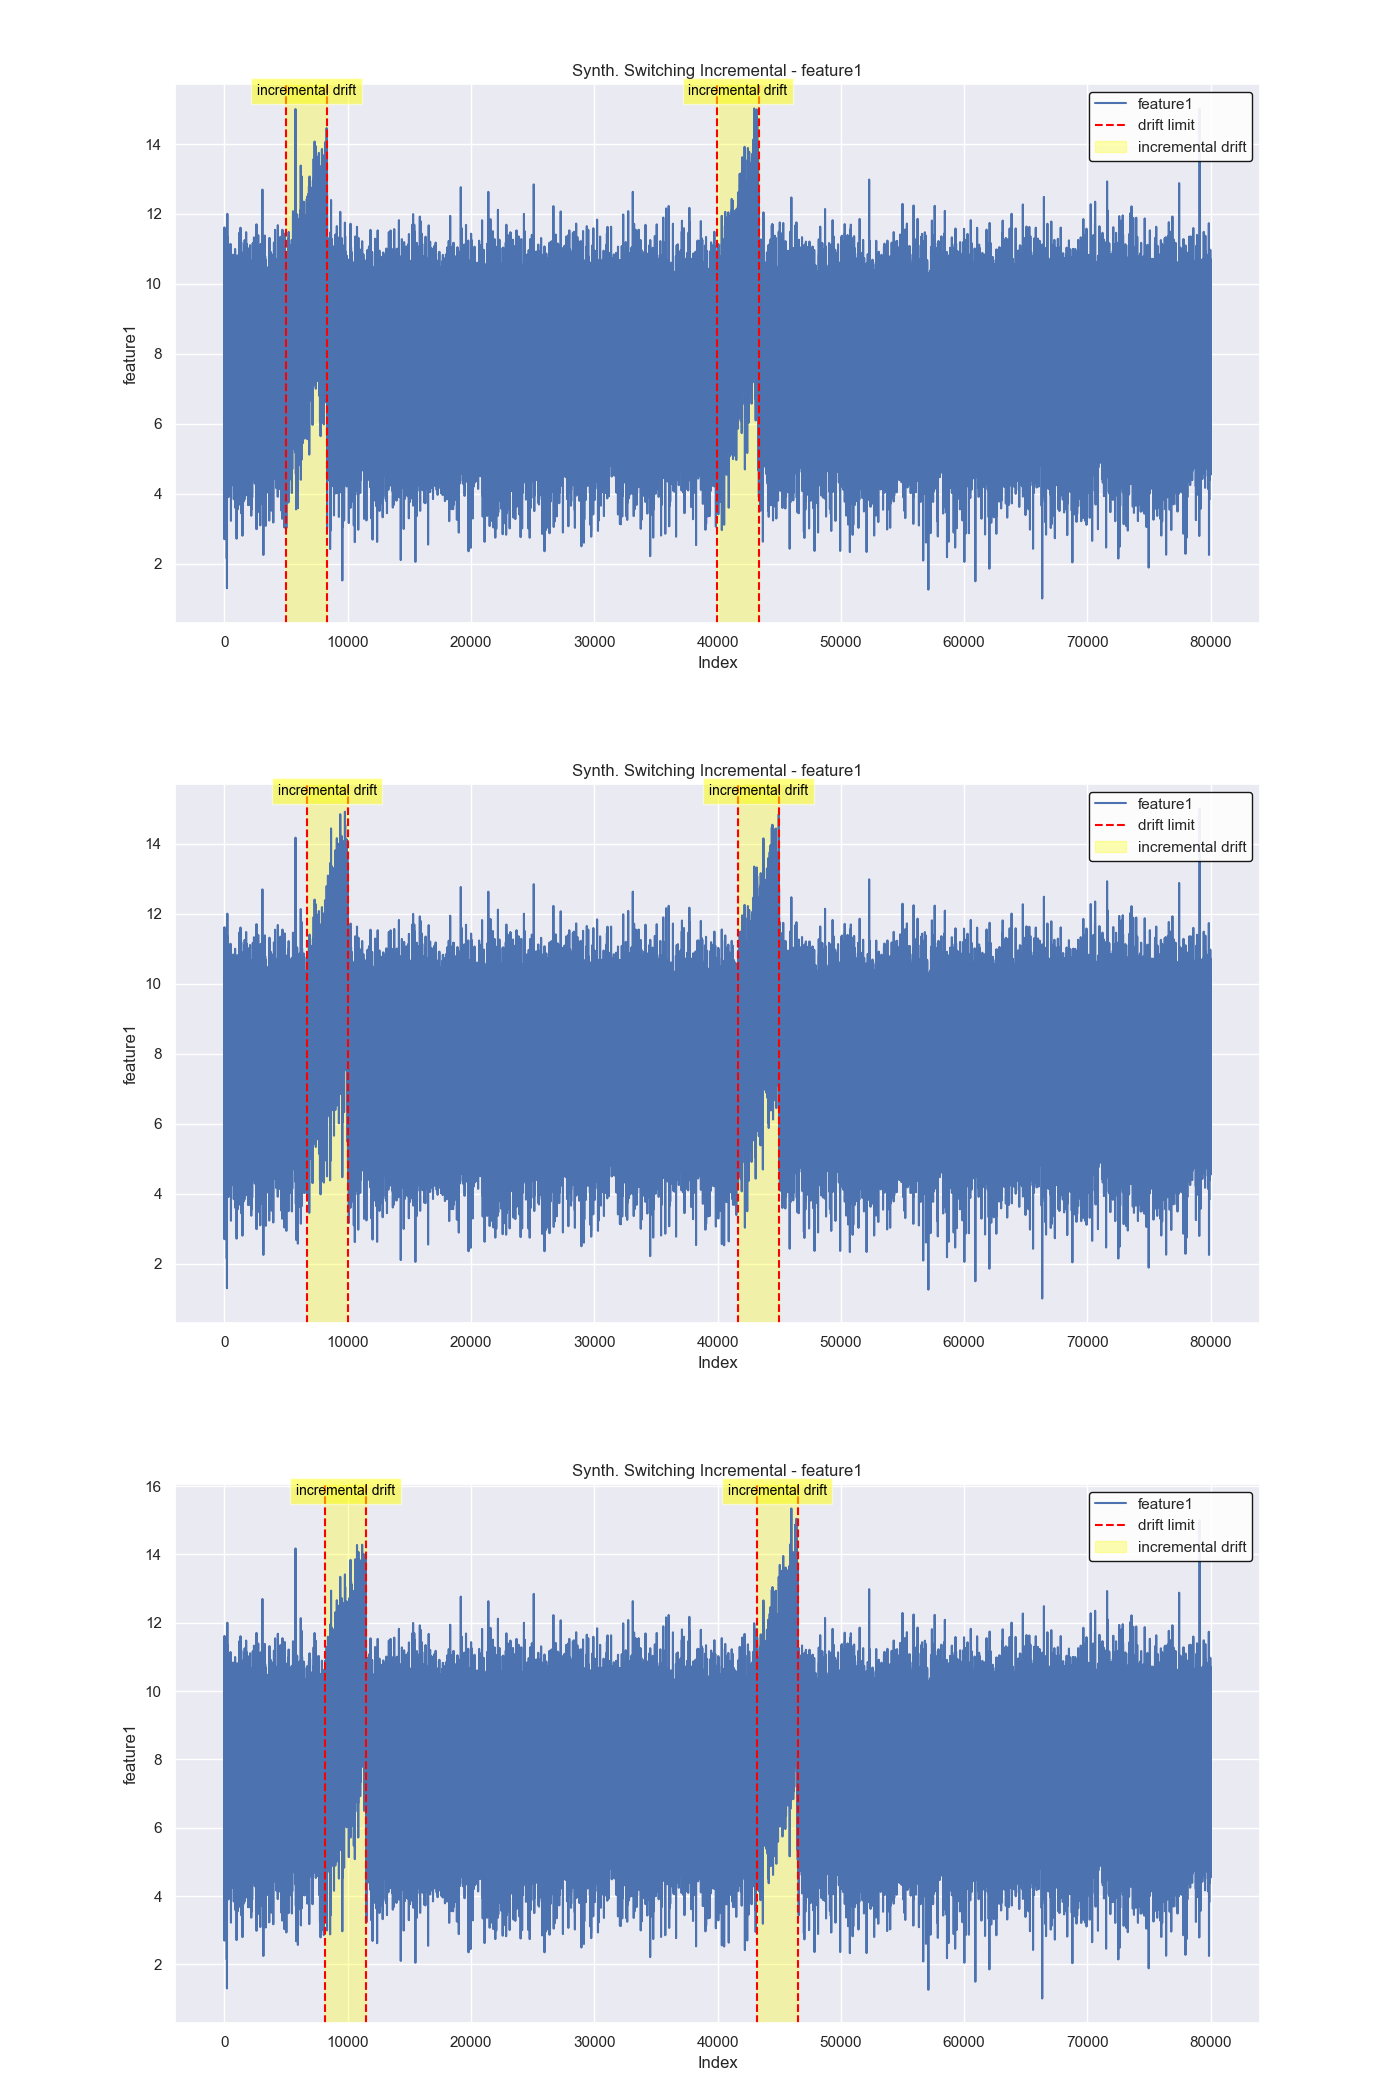 Synth. Switching Incremental - feature1
incremental drift incremental drift
feature1
drift limit
incremental drift
14
12
10
8
6
4
2
feature1
0 10000 20000 30000 40000 50000 60000 70000 80000
Index
Synth. Switching Incremental - feature1
incremental drift incremental drift
feature1
drift limit
incremental drift
14
12
10
8
6
4
2
feature1
0 10000 20000 30000 40000 50000 60000 70000 80000
Index
Synth. Switching Incremental - feature1
incremental drift incremental drift
feature1
drift limit
incremental drift
16
14
12
10
8
6
4
2
feature1
0 10000 20000 30000 40000 50000 60000 70000 80000
Index